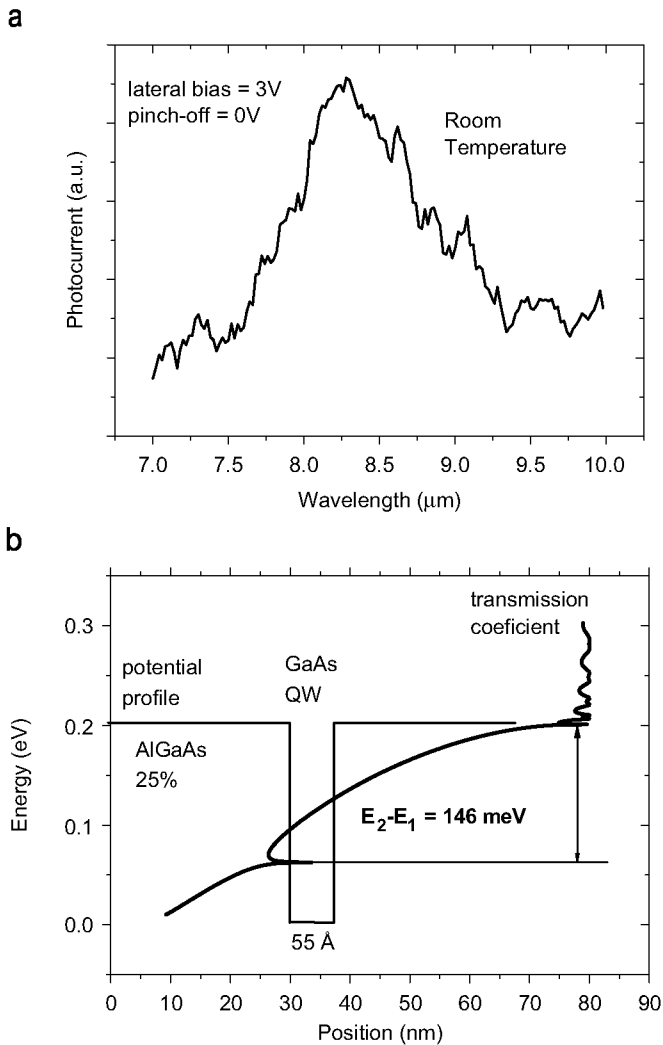 a
lateral bias = 3V
pinch-off = 0V
Room
Temperature
Photocurrent (a.u.)
7.0 7.5 8.0 8.5 9.0 9.5 10.0
Wavelength (μm)
b
transmission
coeficient
potential
profile
GaAs
QW
AlGaAs
25%
E2-E1 = 146 meV
55 Å
0.3
0.2
0.1
0.0
Energy (eV)
0 10 20 30 40 50 60 70 80 90
Position (nm)